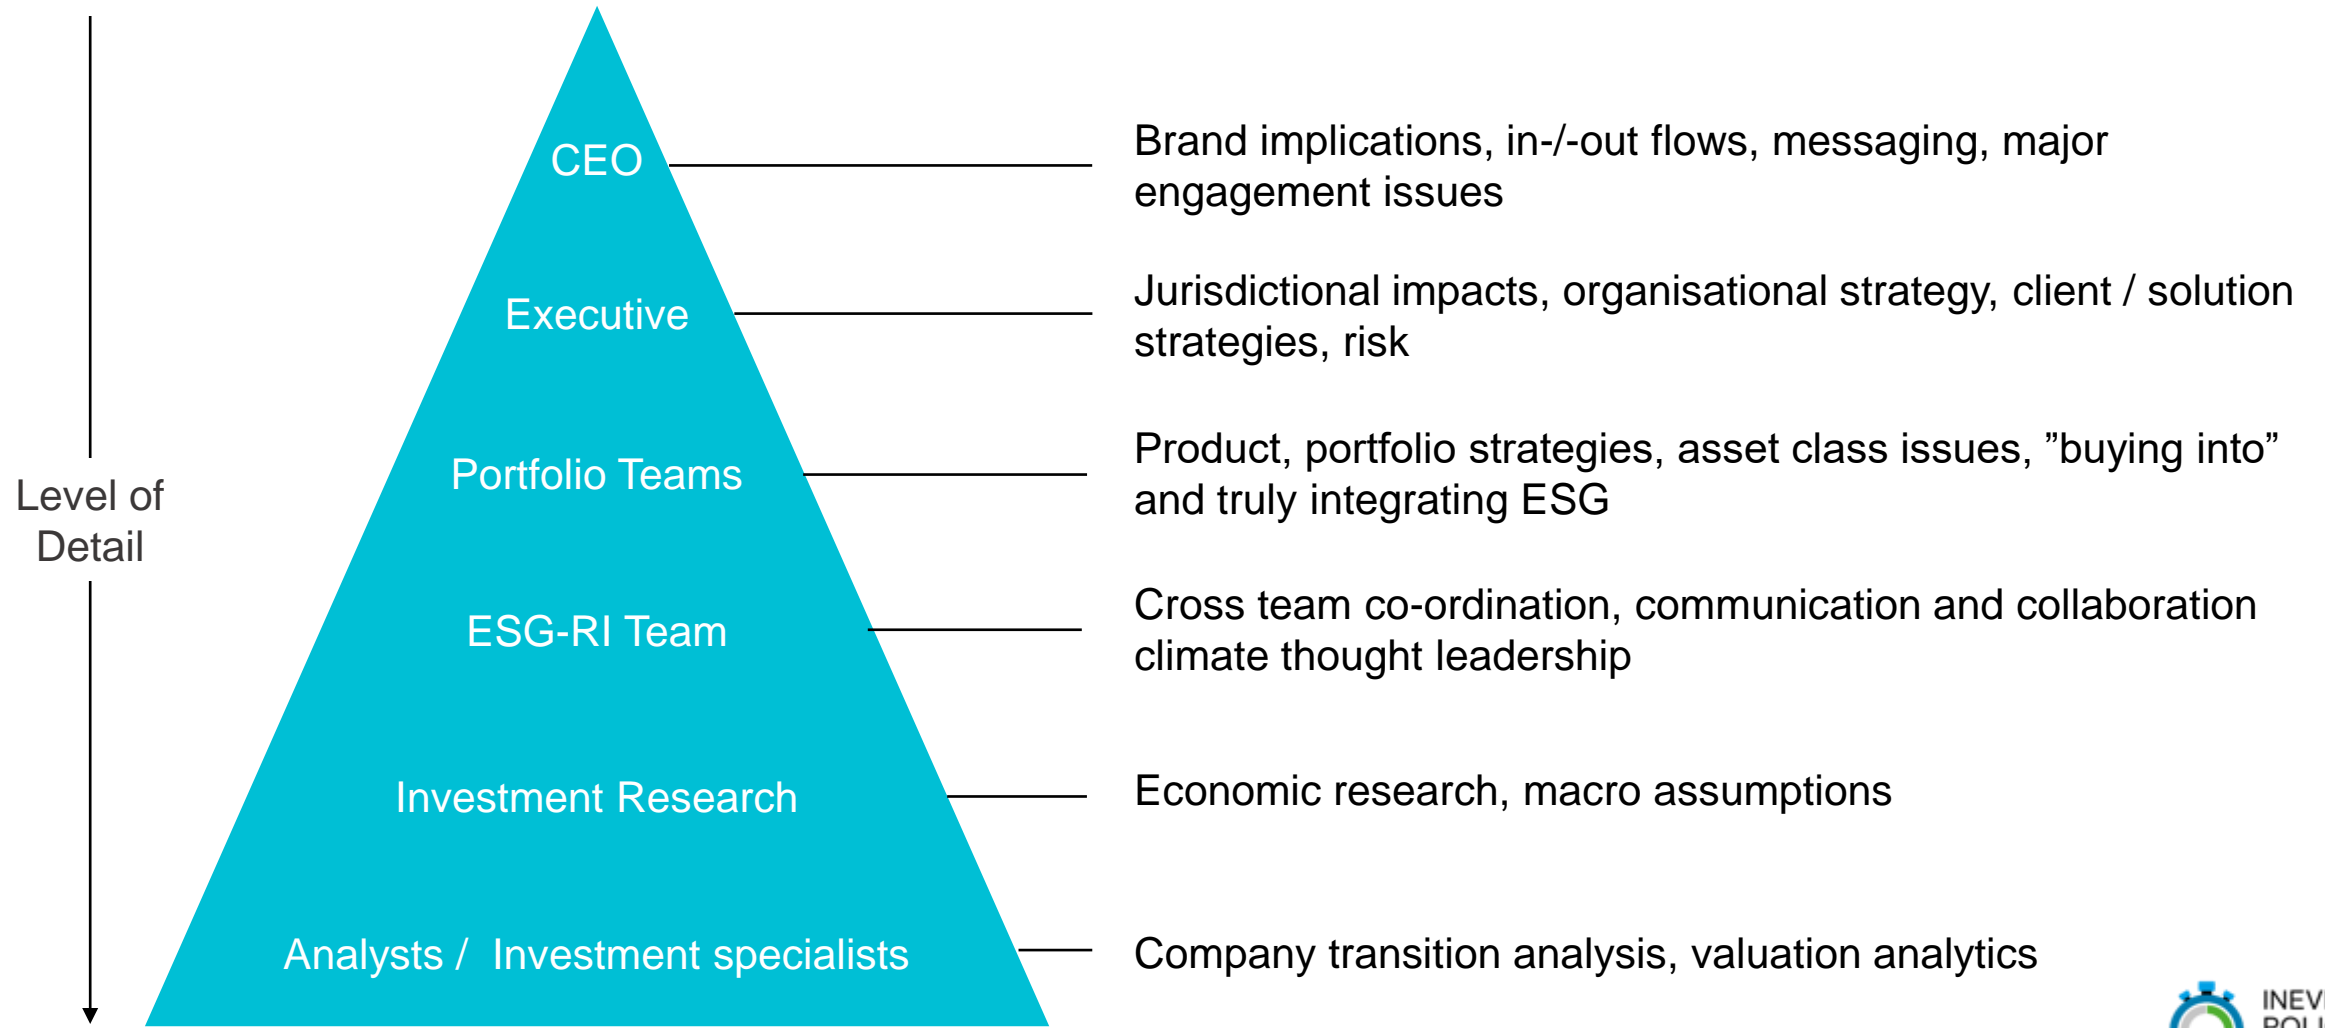 CEO
Brand implications, in-/-out flows, messaging, major
engagement issues
Executive
Jurisdictional impacts, organisational strategy, client / solution
strategies, risk
Portfolio Teams
Product, portfolio strategies, asset class issues, ”buying into”
and truly integrating ESG
Level of
Detail
ESG-RI Team
Cross team co-ordination, communication and collaboration
climate thought leadership
Investment Research
Economic research, macro assumptions
Analysts /  Investment specialists
Company transition analysis, valuation analytics